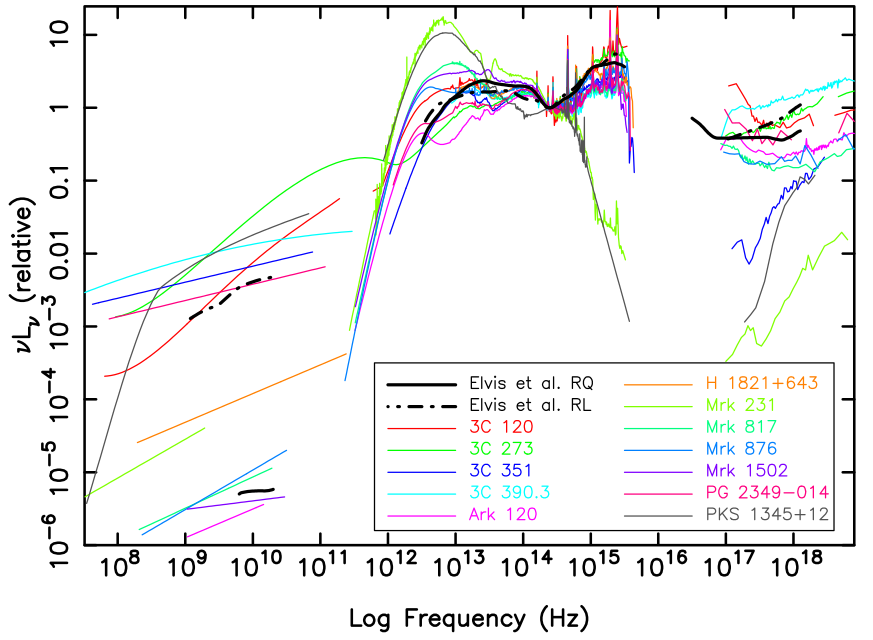 10
1
0.1
0.01
10⁻³
10⁻⁴
10⁻⁵
10⁻⁶
νLν (relative)
Elvis et al. RQ
Elvis et al. RL
3C 120
3C 273
3C 351
3C 390.3
Ark 120
H 1821+643
Mrk 231
Mrk 817
Mrk 876
Mrk 1502
PG 2349−014
PKS 1345+12
10⁸ 10⁹ 10¹⁰ 10¹¹ 10¹² 10¹³ 10¹⁴ 10¹⁵ 10¹⁶ 10¹⁷ 10¹⁸
Log Frequency (Hz)